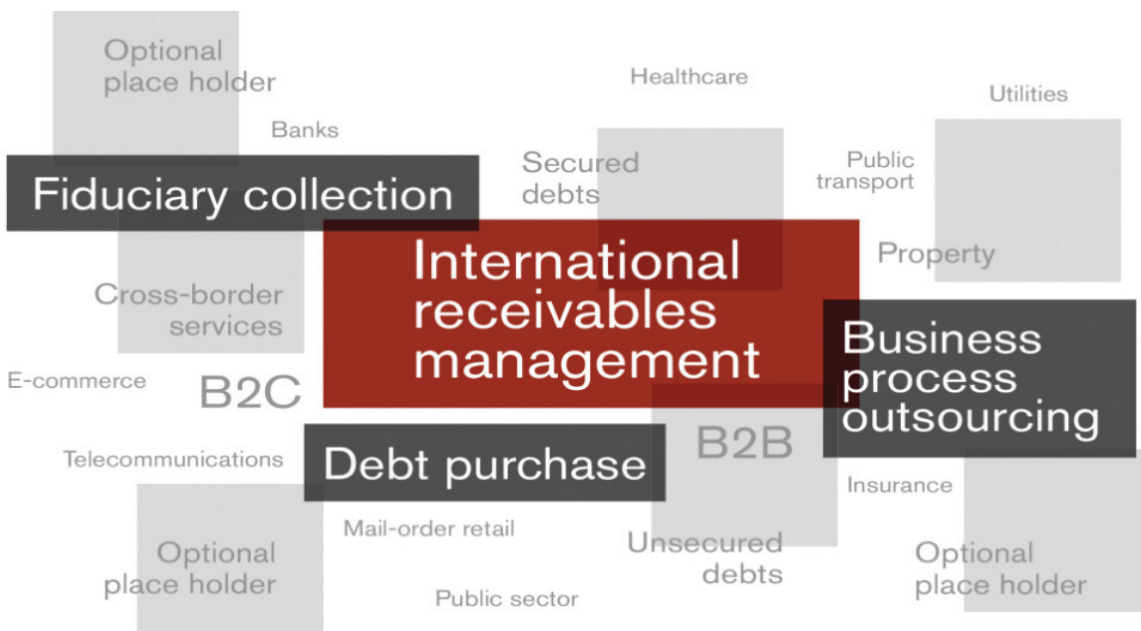 Optional
place holder
Healthcare
Utilities
Banks
Secured
debts
Public
transport
Fiduciary collection
International
receivables
management
Property
Cross-border
services
Business
process
outsourcing
E-commerce
B2C
B2B
Telecommunications
Debt purchase
Insurance
Mail-order retail
Unsecured
debts
Optional
place holder
Optional
place holder
Public sector